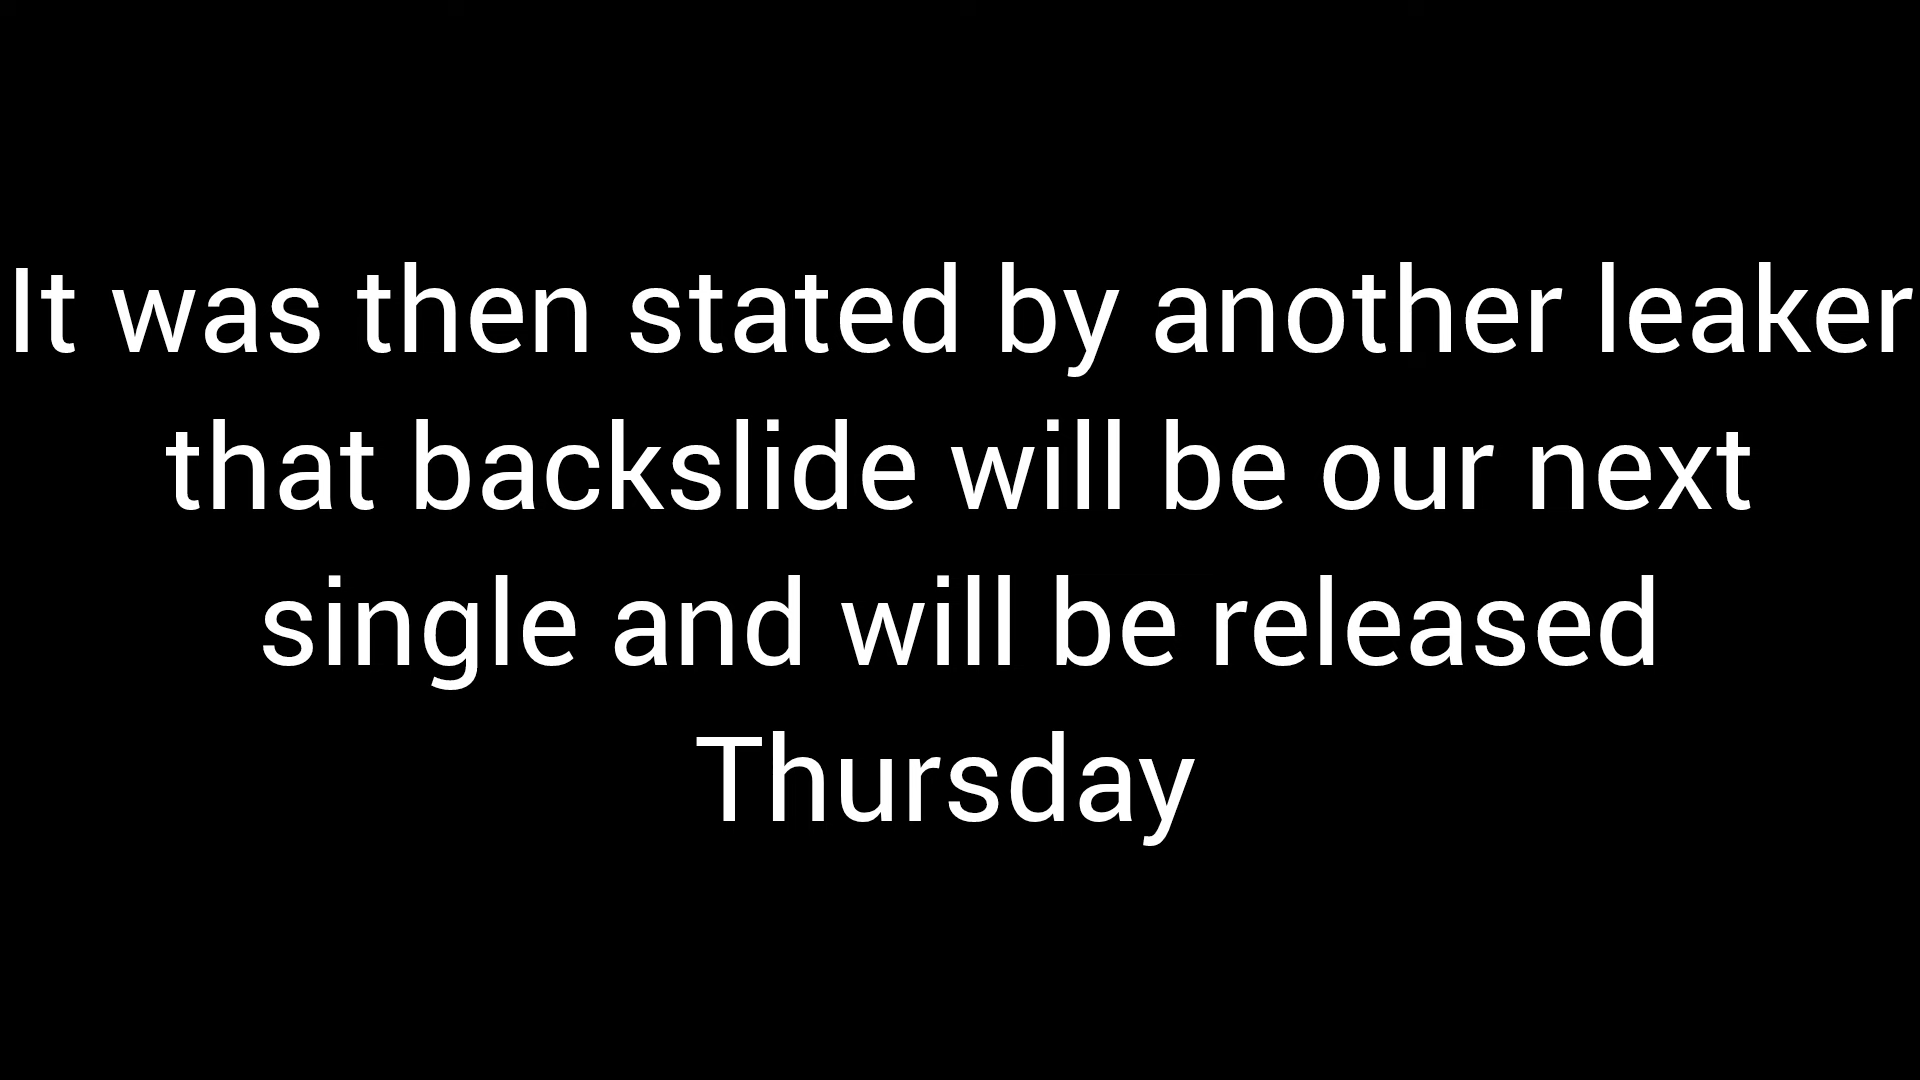 It was then stated by another leaker
that backslide will be our next
single and will be released
Thursday